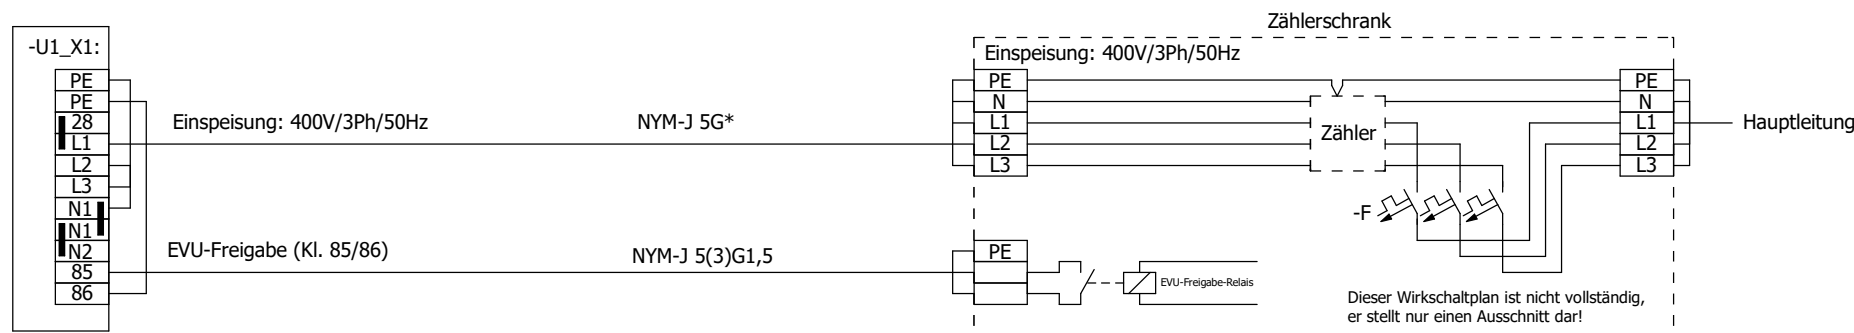 Zählerschrank
-U1_X1:
PE
PE
28
L1
L2
L3
N1
N1
N2
85
86
Einspeisung: 400V/3Ph/50Hz
NYM-J 5G*
EVU-Freigabe (Kl. 85/86)
NYM-J 5(3)G1,5
Einspeisung: 400V/3Ph/50Hz
PE
N
L1
L2
L3
Zähler
-F
PE
N
L1
L2
L3
Hauptleitung
PE
EVU-Freigabe-Relais
Dieser Wirkschaltplan ist nicht vollständig,
er stellt nur einen Ausschnitt dar!